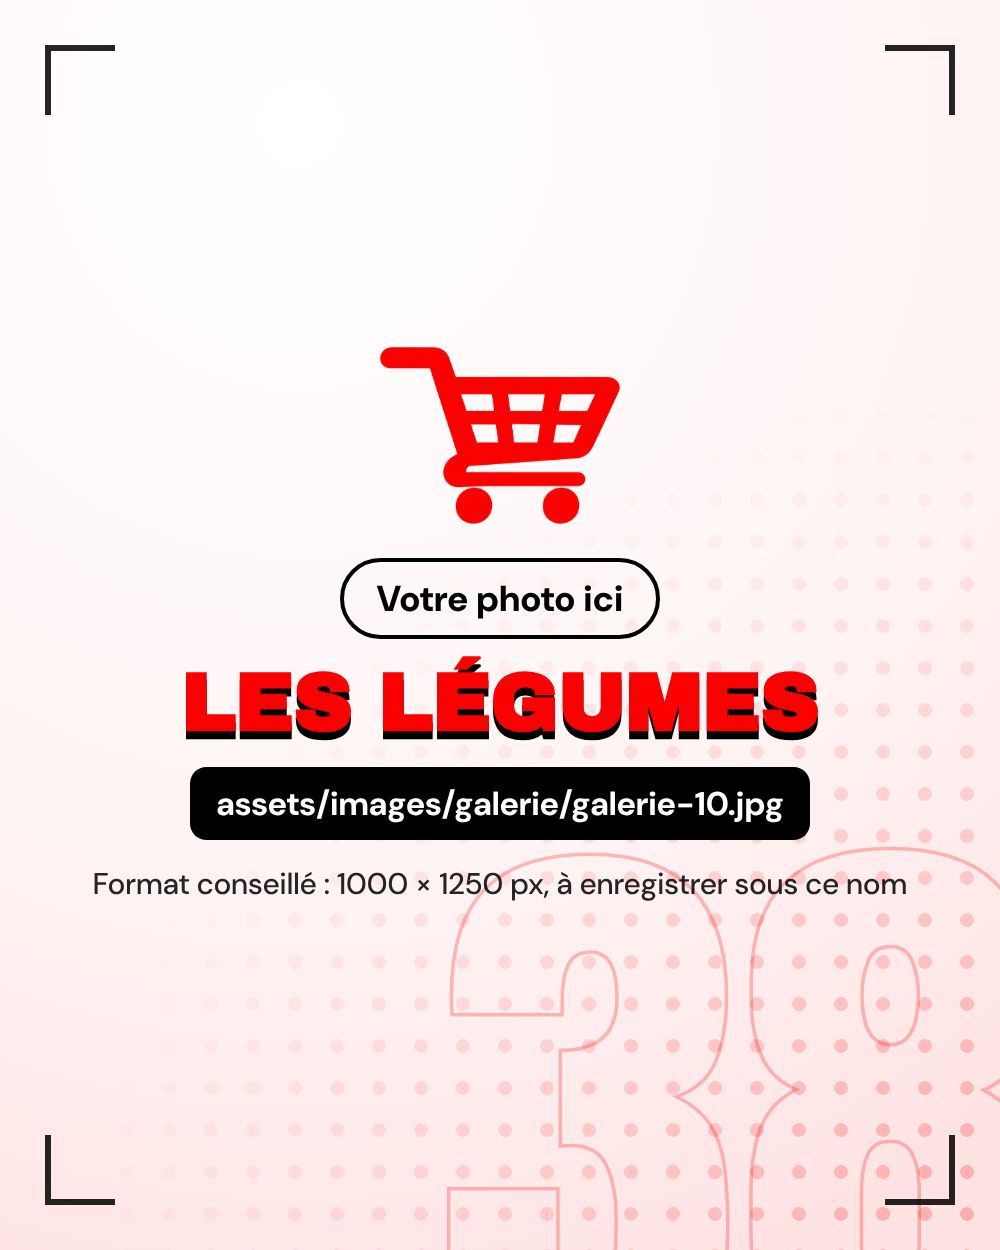 Votre photo ici
LES LÉGUMES
assets/images/galerie/galerie-10.jpg
Format conseillé : 1000 × 1250 px, à enregistrer sous ce nom
38